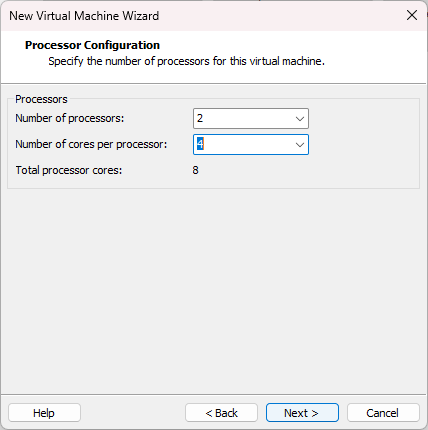 New Virtual Machine Wizard
Processor Configuration
Specify the number of processors for this virtual machine.
Processors
Number of processors: 2
Number of cores per processor: 4
Total processor cores: 8
Help < Back Next > Cancel